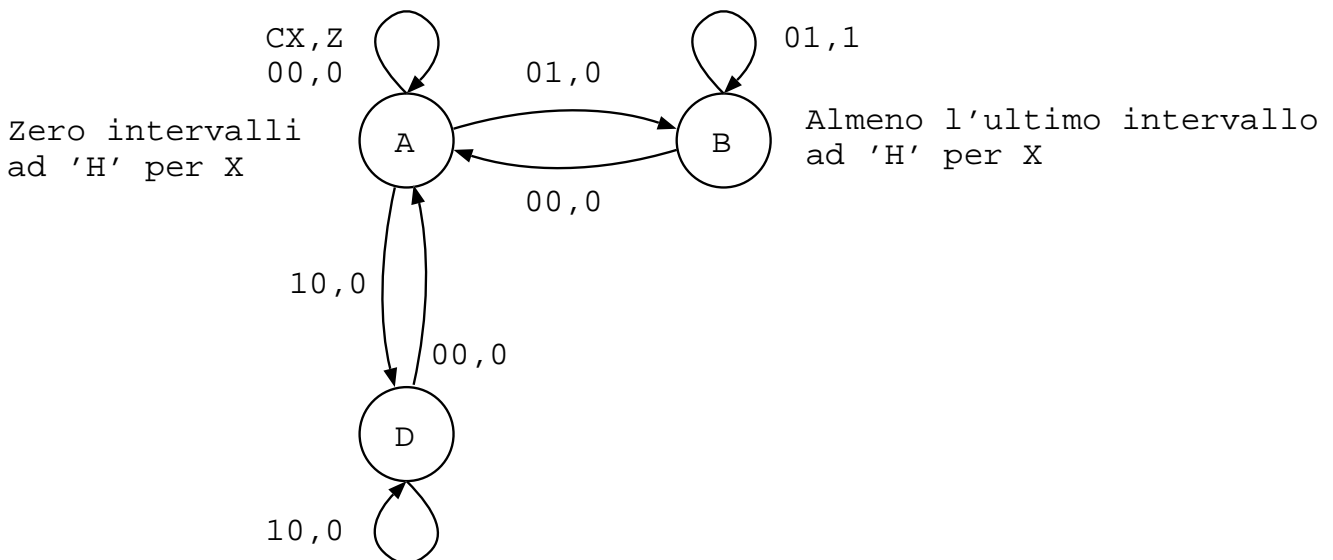 CX,Z
00,0
01,0
01,1
Zero intervalli
ad 'H' per X
A
B
Almeno l'ultimo intervallo
ad 'H' per X
00,0
10,0
00,0
D
10,0